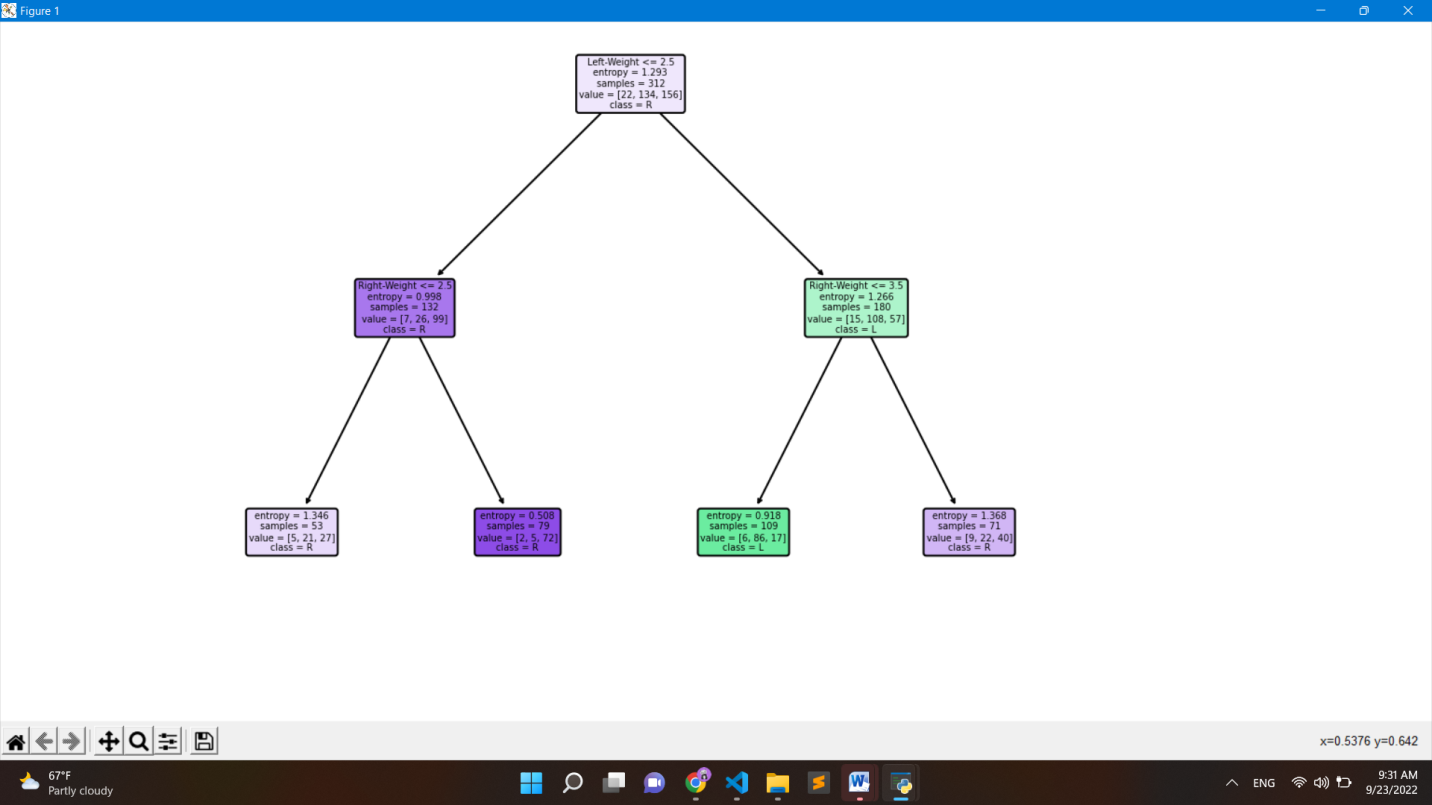 Figure 1
Left-Weight <= 2.5
entropy = 1.293
samples = 312
value = [22, 134, 156]
class = R
Right-Weight <= 2.5
entropy = 0.998
samples = 132
value = [7, 26, 99]
class = R
Right-Weight <= 3.5
entropy = 1.266
samples = 180
value = [15, 108, 57]
class = L
entropy = 1.346
samples = 53
value = [5, 21, 27]
class = R
entropy = 0.508
samples = 79
value = [2, 5, 72]
class = R
entropy = 0.918
samples = 109
value = [6, 86, 17]
class = L
entropy = 1.368
samples = 71
value = [9, 22, 40]
class = R
x=0.5376 y=0.642
67°F
Partly cloudy
ENG
9:31 AM
9/23/2022